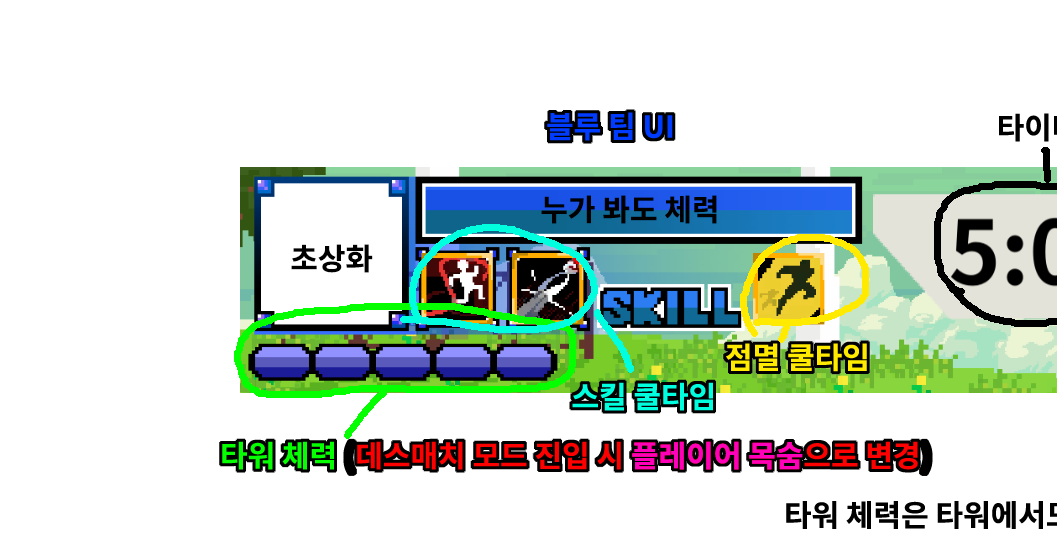 블루 팀 UI
타이
누가 봐도 체력
초상화
5:0
SKILL
점멸 쿨타임
스킬 쿨타임
타워 체력 (데스매치 모드 진입 시 플레이어 목숨으로 변경)
타워 체력은 타워에서도